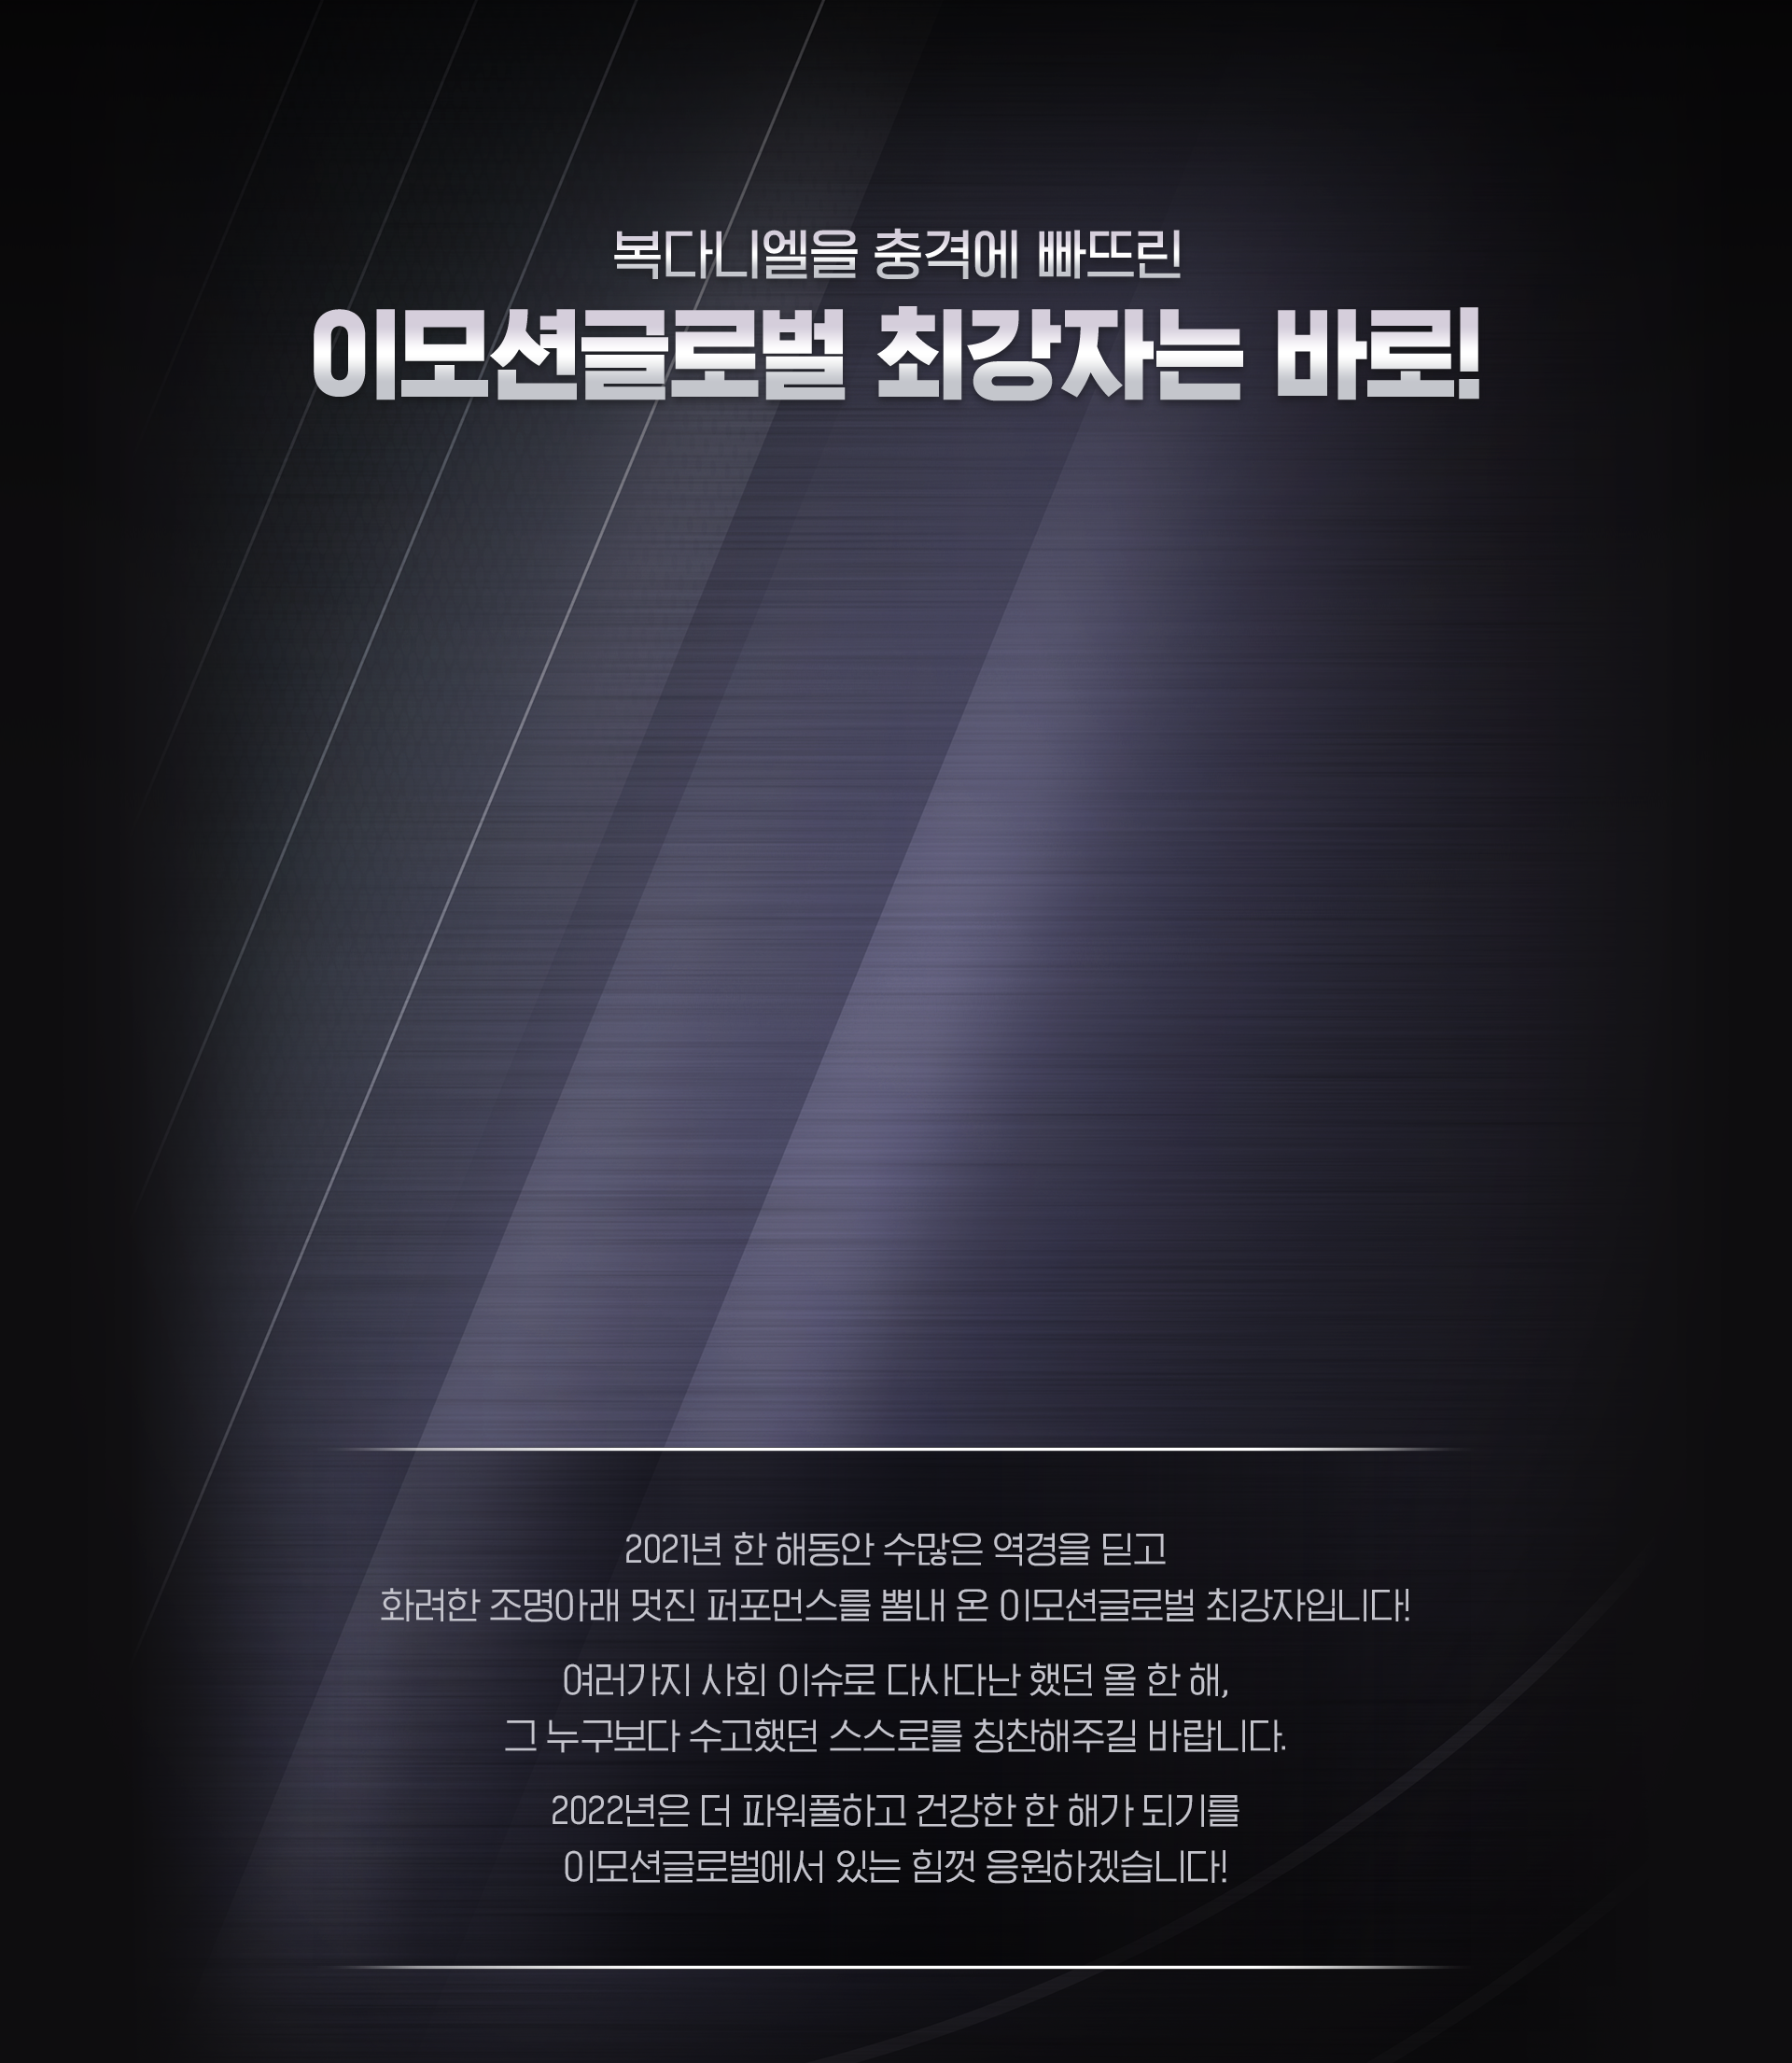 복다니엘을 충격에 빠뜨린
이모션글로벌 최강자는 바로!
2021년 한 해동안 수많은 역경을 딛고
화려한 조명아래 멋진 퍼포먼스를 뽐내 온 이모션글로벌 최강자입니다!
여러가지 사회 이슈로 다사다난 했던 올 한 해,
그 누구보다 수고했던 스스로를 칭찬해주길 바랍니다.
2022년은 더 파워풀하고 건강한 한 해가 되기를
이모션글로벌에서 있는 힘껏 응원하겠습니다!